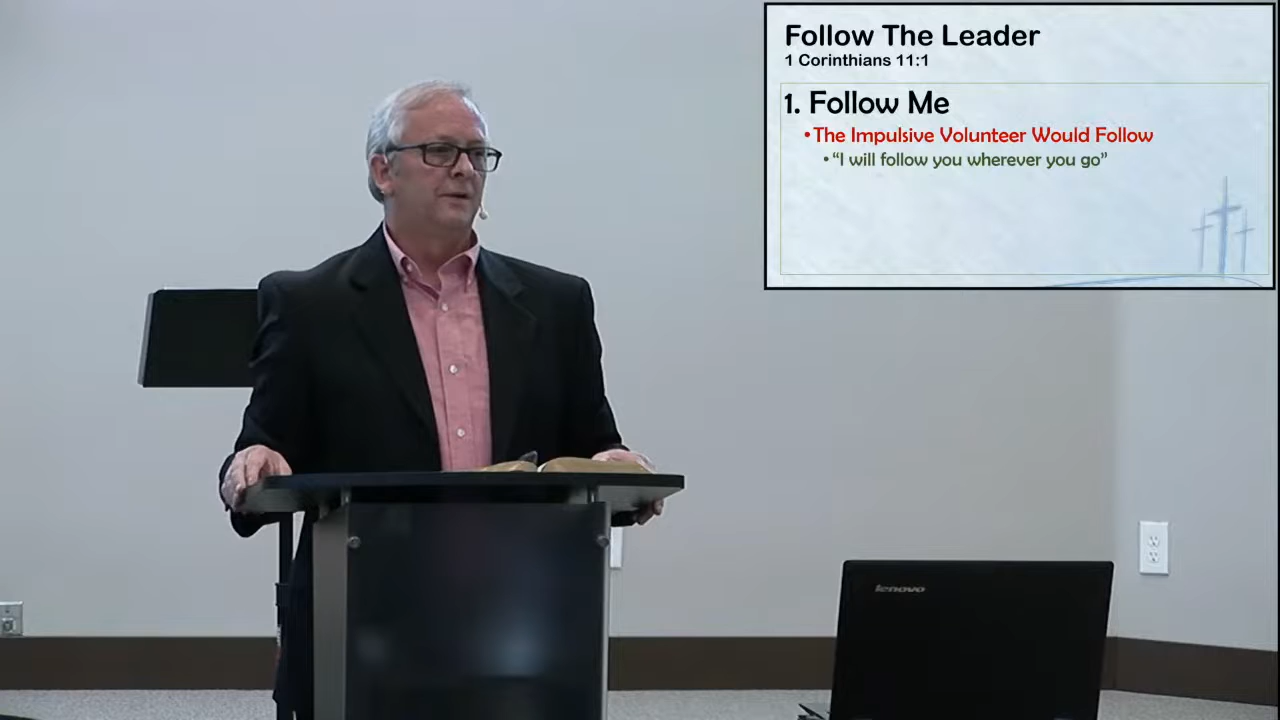 Follow The Leader
1 Corinthians 11:1
1. Follow Me
•The Impulsive Volunteer Would Follow
•“I will follow you wherever you go”
lenovo